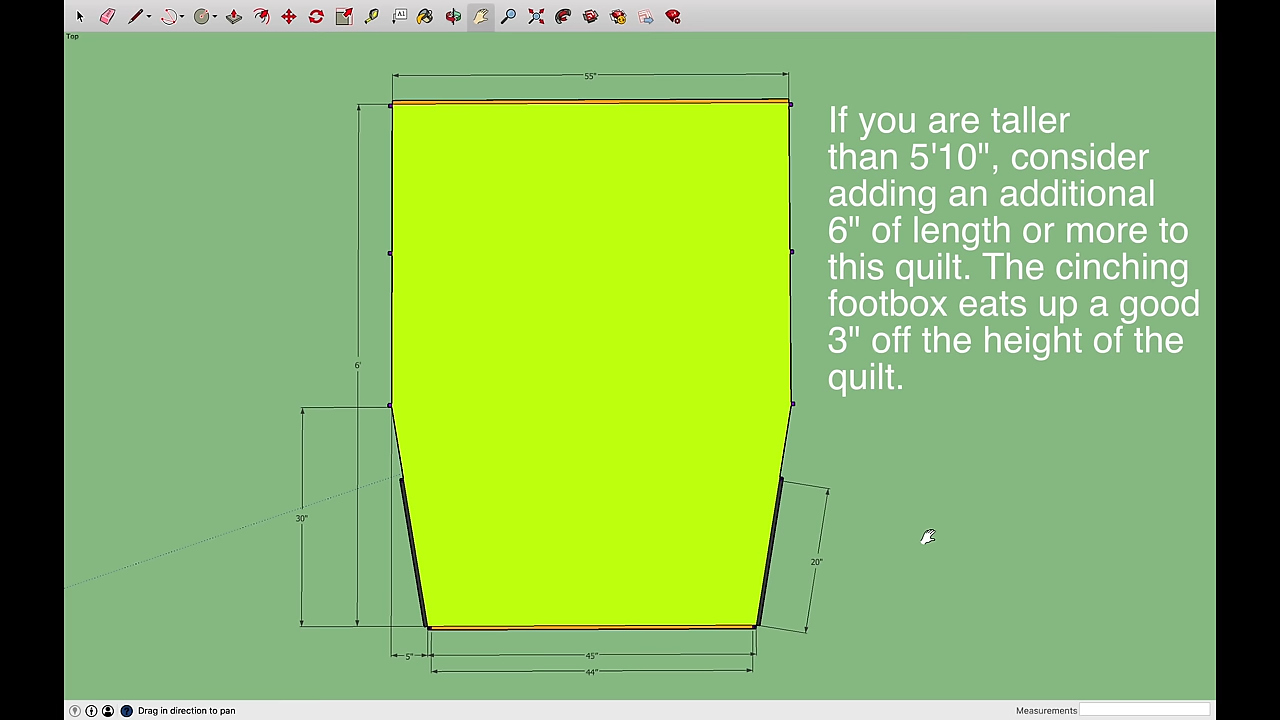 A1
Top
55"
If you are taller
than 5'10", consider
adding an additional
6" of length or more to
this quilt. The cinching
footbox eats up a good
3" off the height of the
quilt.
6'
30"
20"
5"
45"
44"
Drag in direction to pan
Measurements